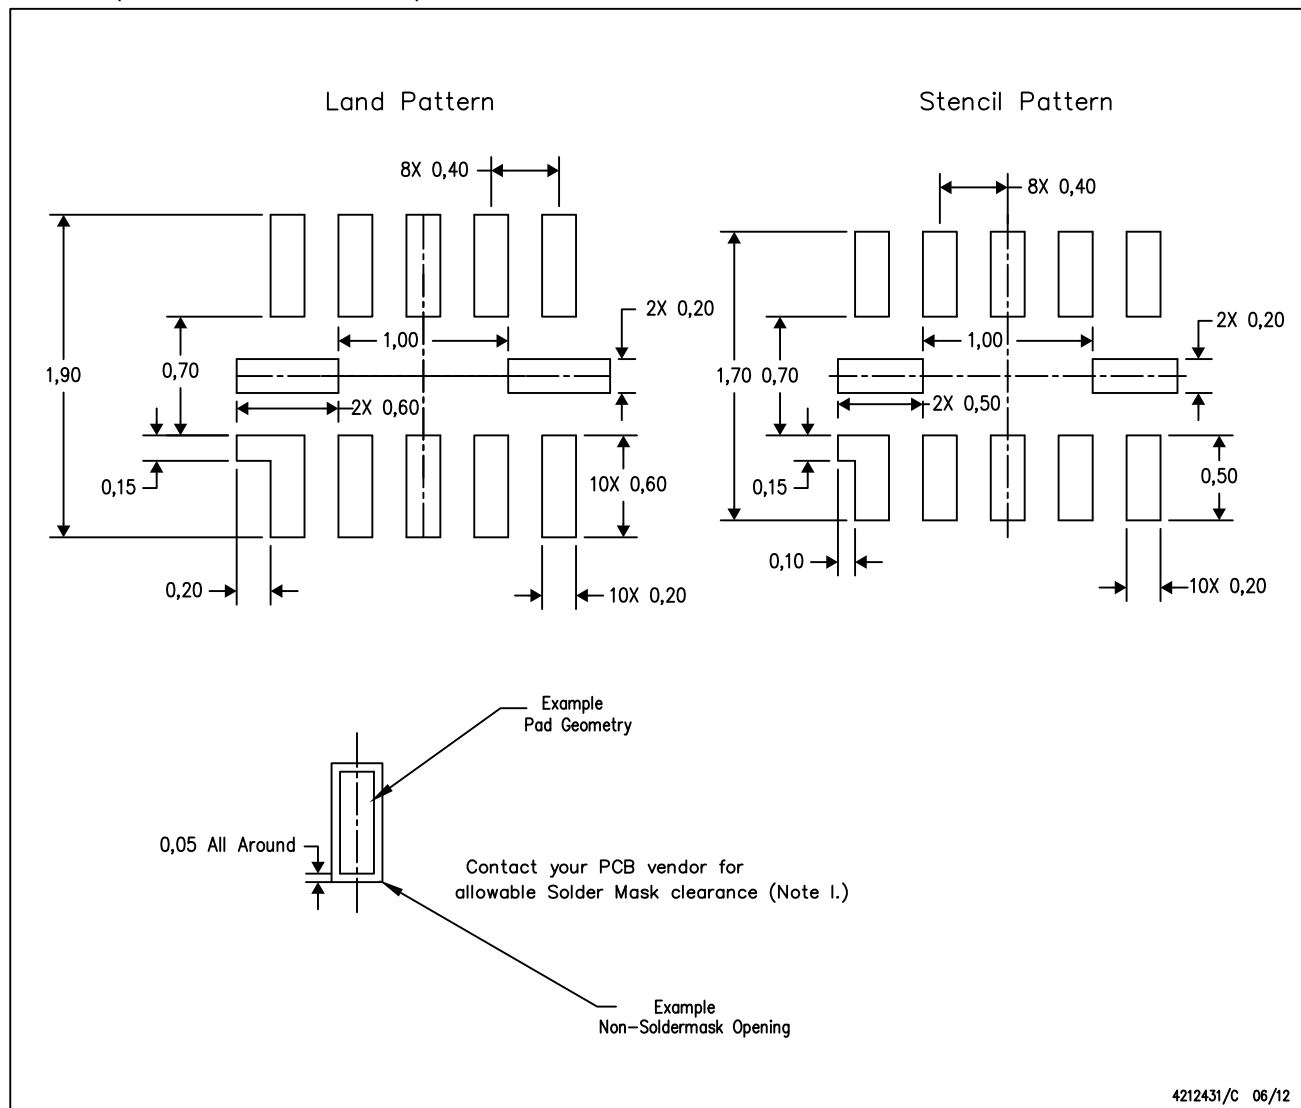 Land Pattern
8X 0,40
1,90
0,70
1,00
2X 0,20
2X 0,60
0,15
10X 0,60
0,20
10X 0,20
Stencil Pattern
8X 0,40
1,70
0,70
1,00
2X 0,20
2X 0,50
0,15
0,50
0,10
10X 0,20
Example
Pad Geometry
0,05 All Around
Contact your PCB vendor for
allowable Solder Mask clearance (Note I.)
Example
Non-Soldermask Opening
4212431/C 06/12